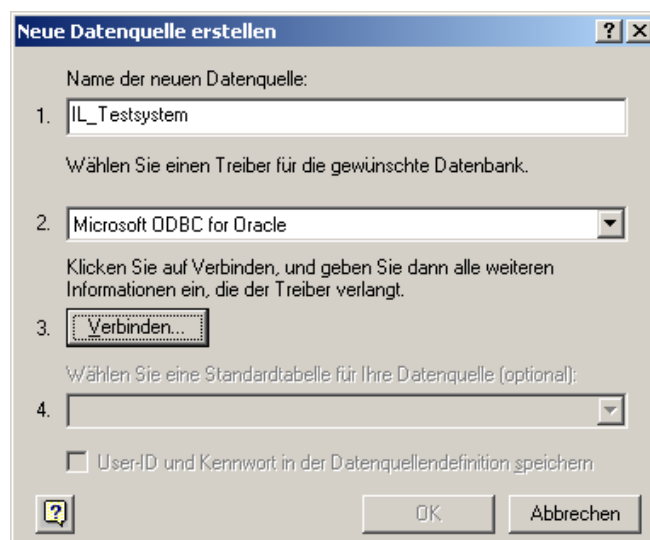 Neue Datenquelle erstellen
Name der neuen Datenquelle:
1. IL_Testsystem
Wählen Sie einen Treiber für die gewünschte Datenbank.
2. Microsoft ODBC for Oracle
Klicken Sie auf Verbinden, und geben Sie dann alle weiteren
Informationen ein, die der Treiber verlangt.
3. Verbinden...
Wählen Sie eine Standardtabelle für Ihre Datenquelle (optional):
4.
User-ID und Kennwort in der Datenquellendefinition speichern
OK Abbrechen